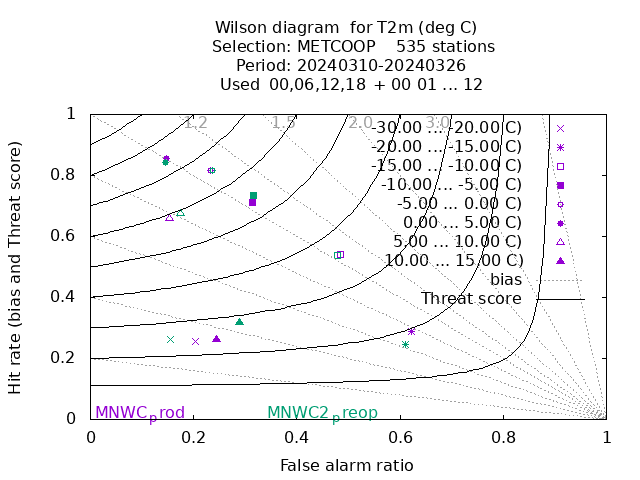 Wilson diagram  for T2m (deg C)
Selection: METCOOP    535 stations
Period: 20240310-20240326
Used  00,06,12,18 + 00 01 ... 12
Hit rate (bias and Threat score)
1
0.8
0.6
0.4
0.2
0
1.2
1.5
2.0
3.0
-30.00 ... -20.00 C)
-20.00 ... -15.00 C)
-15.00 ... -10.00 C)
-10.00 ... -5.00 C)
-5.00 ... 0.00 C)
0.00 ... 5.00 C)
5.00 ... 10.00 C)
10.00 ... 15.00 C)
bias
Threat score
MNWCprod MNWC2preop
0 0.2 0.4 0.6 0.8 1
False alarm ratio